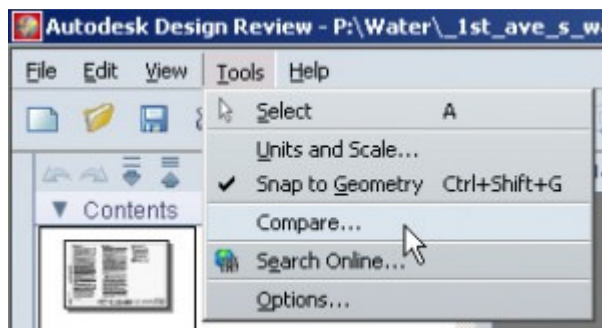 Autodesk Design Review - P:\Water\_1st_ave_s_w
File Edit View Tools Help
Select A
Units and Scale...
Snap to Geometry Ctrl+Shift+G
Contents
Compare...
Search Online...
Options...